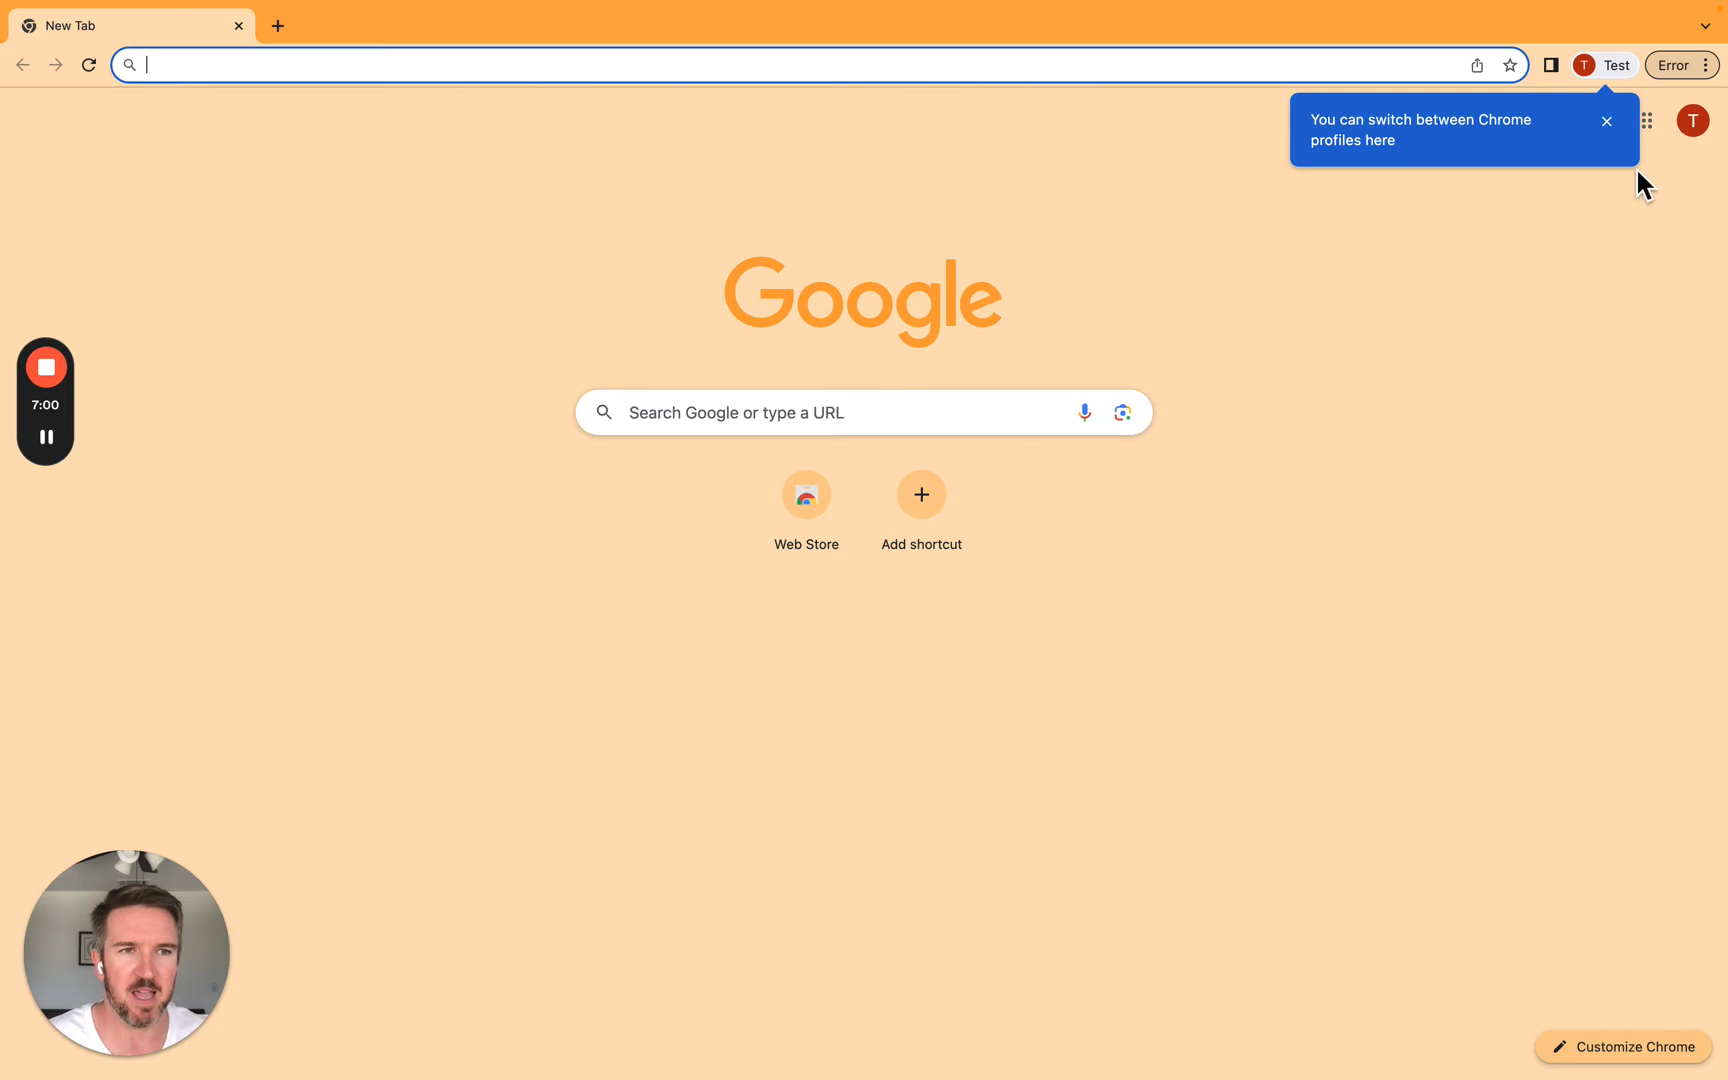 New Tab
T Test
Error
You can switch between Chrome
profiles here
T
Google
Search Google or type a URL
7:00
Web Store
Add shortcut
Customize Chrome